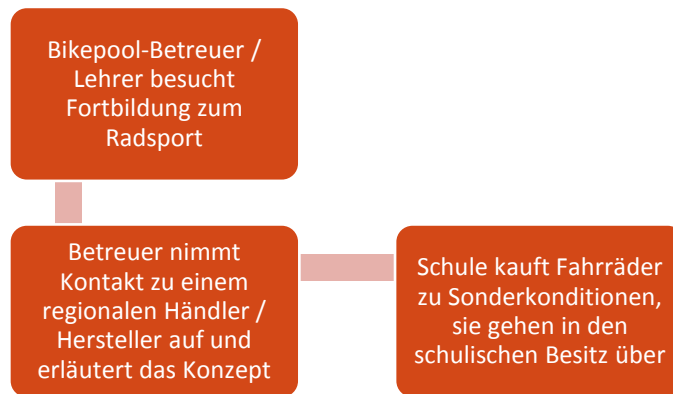 Bikepool-Betreuer /
Lehrer besucht
Fortbildung zum
Radsport
Betreuer nimmt
Kontakt zu einem
regionalen Händler /
Hersteller auf und
erläutert das Konzept
Schule kauft Fahrräder
zu Sonderkonditionen,
sie gehen in den
schulischen Besitz über